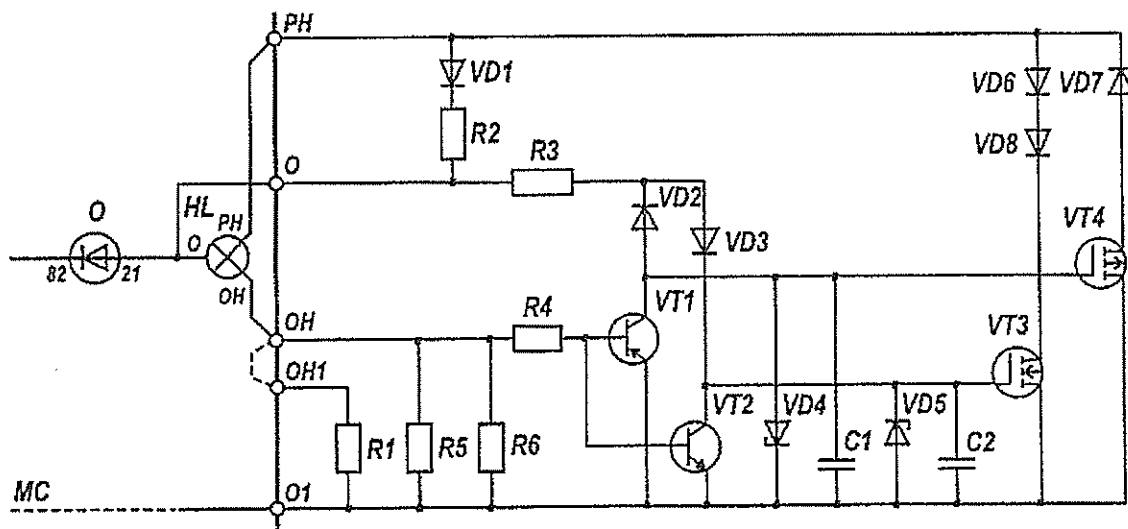 PH
VD1
VD6
VD7
R2
VD8
R3
O
O
HL
PH
VD2
VT4
O
VD3
82
21
OH
VT1
R4
OH
VT3
OH1
VT2
VD4
VD5
R1
R5
R6
C1
C2
MC
O1